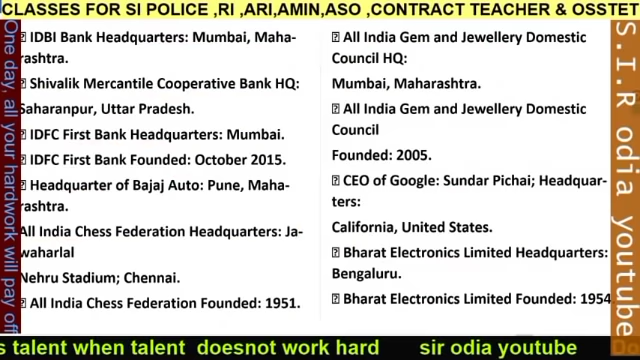 CLASSES FOR SI POLICE ,RI ,ARI,AMIN,ASO ,CONTRACT TEACHER & OSSTET
One day, all your hardwork will pay off
IDBI Bank Headquarters: Mumbai, Maha-
rashtra.
Shivalik Mercantile Cooperative Bank HQ:
Saharanpur, Uttar Pradesh.
IDFC First Bank Headquarters: Mumbai.
IDFC First Bank Founded: October 2015.
Headquarter of Bajaj Auto: Pune, Maha-
rashtra.
All India Chess Federation Headquarters: Ja-
waharlal
Nehru Stadium; Chennai.
All India Chess Federation Founded: 1951.
All India Gem and Jewellery Domestic
Council HQ:
Mumbai, Maharashtra.
All India Gem and Jewellery Domestic
Council
Founded: 2005.
CEO of Google: Sundar Pichai; Headquar-
ters:
California, United States.
Bharat Electronics Limited Headquarters:
Bengaluru.
Bharat Electronics Limited Founded: 1954
S.I.R odia youtube
s talent when talent doesnot work hard sir odia youtube Do